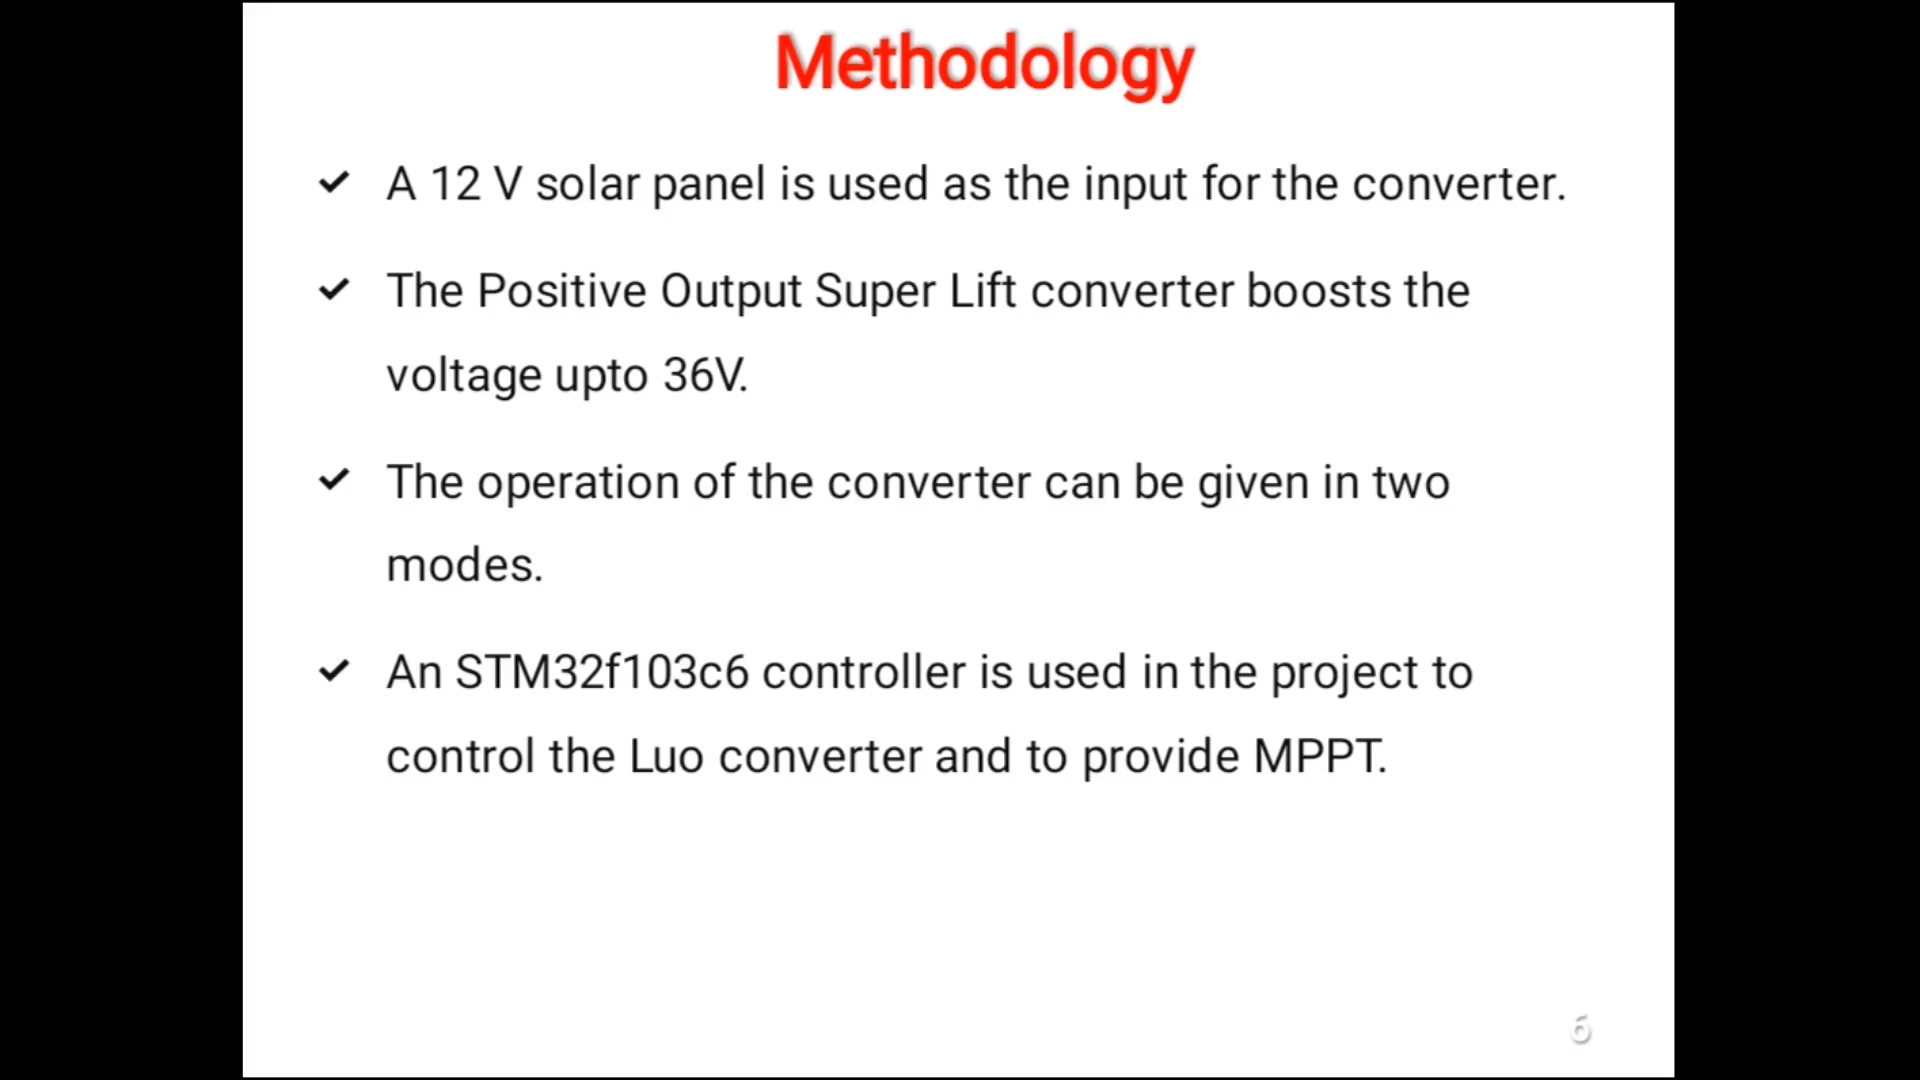 Methodology
✔ A 12 V solar panel is used as the input for the converter.
✔ The Positive Output Super Lift converter boosts the
voltage upto 36V.
✔ The operation of the converter can be given in two
modes.
✔ An STM32f103c6 controller is used in the project to
control the Luo converter and to provide MPPT.
6